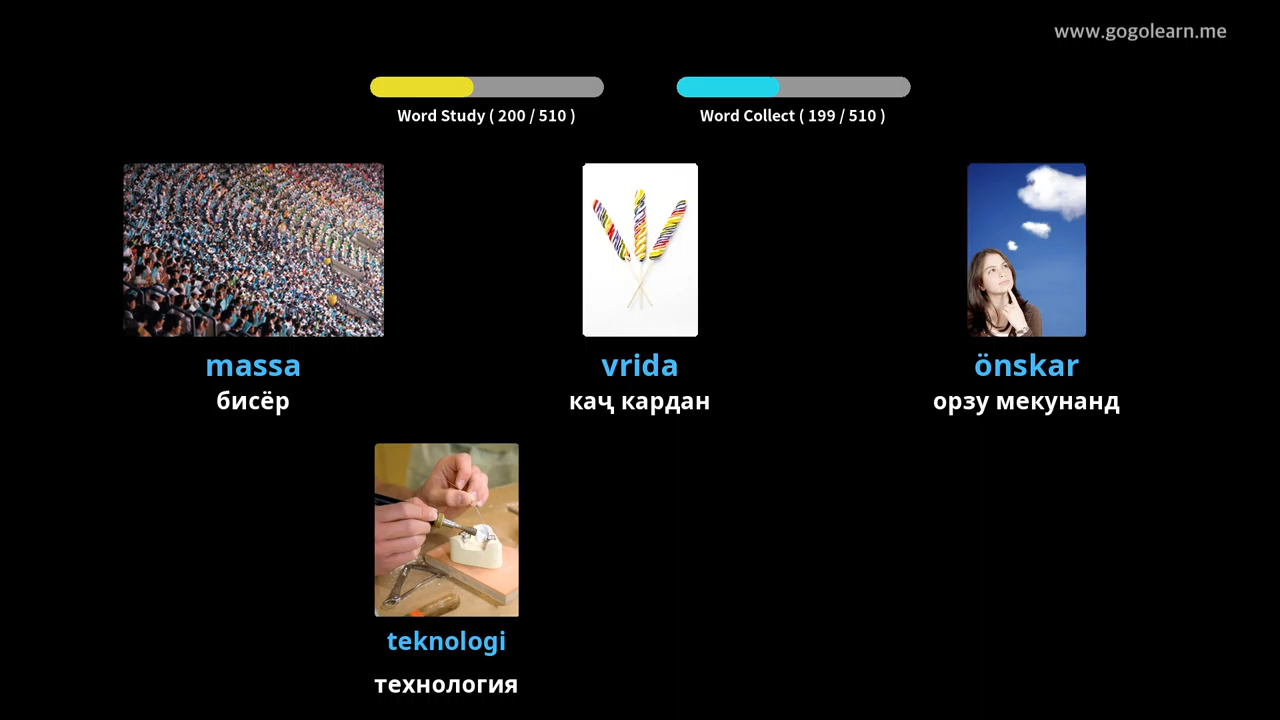 www.gogolearn.me
Word Study ( 200 / 510 )
Word Collect ( 199 / 510 )
massa
бисёр
vrida
каҷ кардан
önskar
орзу мекунанд
teknologi
технология